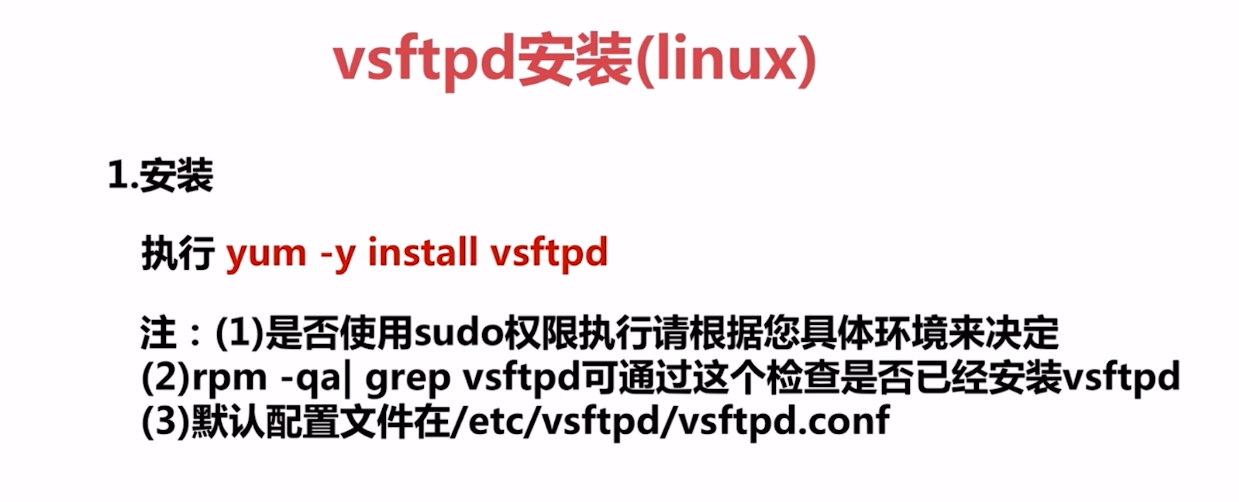 vsftpd安装(linux)
1.安装
执行 yum -y install vsftpd
注：(1)是否使用sudo权限执行请根据您具体环境来决定
(2)rpm -qa| grep vsftpd可通过这个检查是否已经安装vsftpd
(3)默认配置文件在/etc/vsftpd/vsftpd.conf